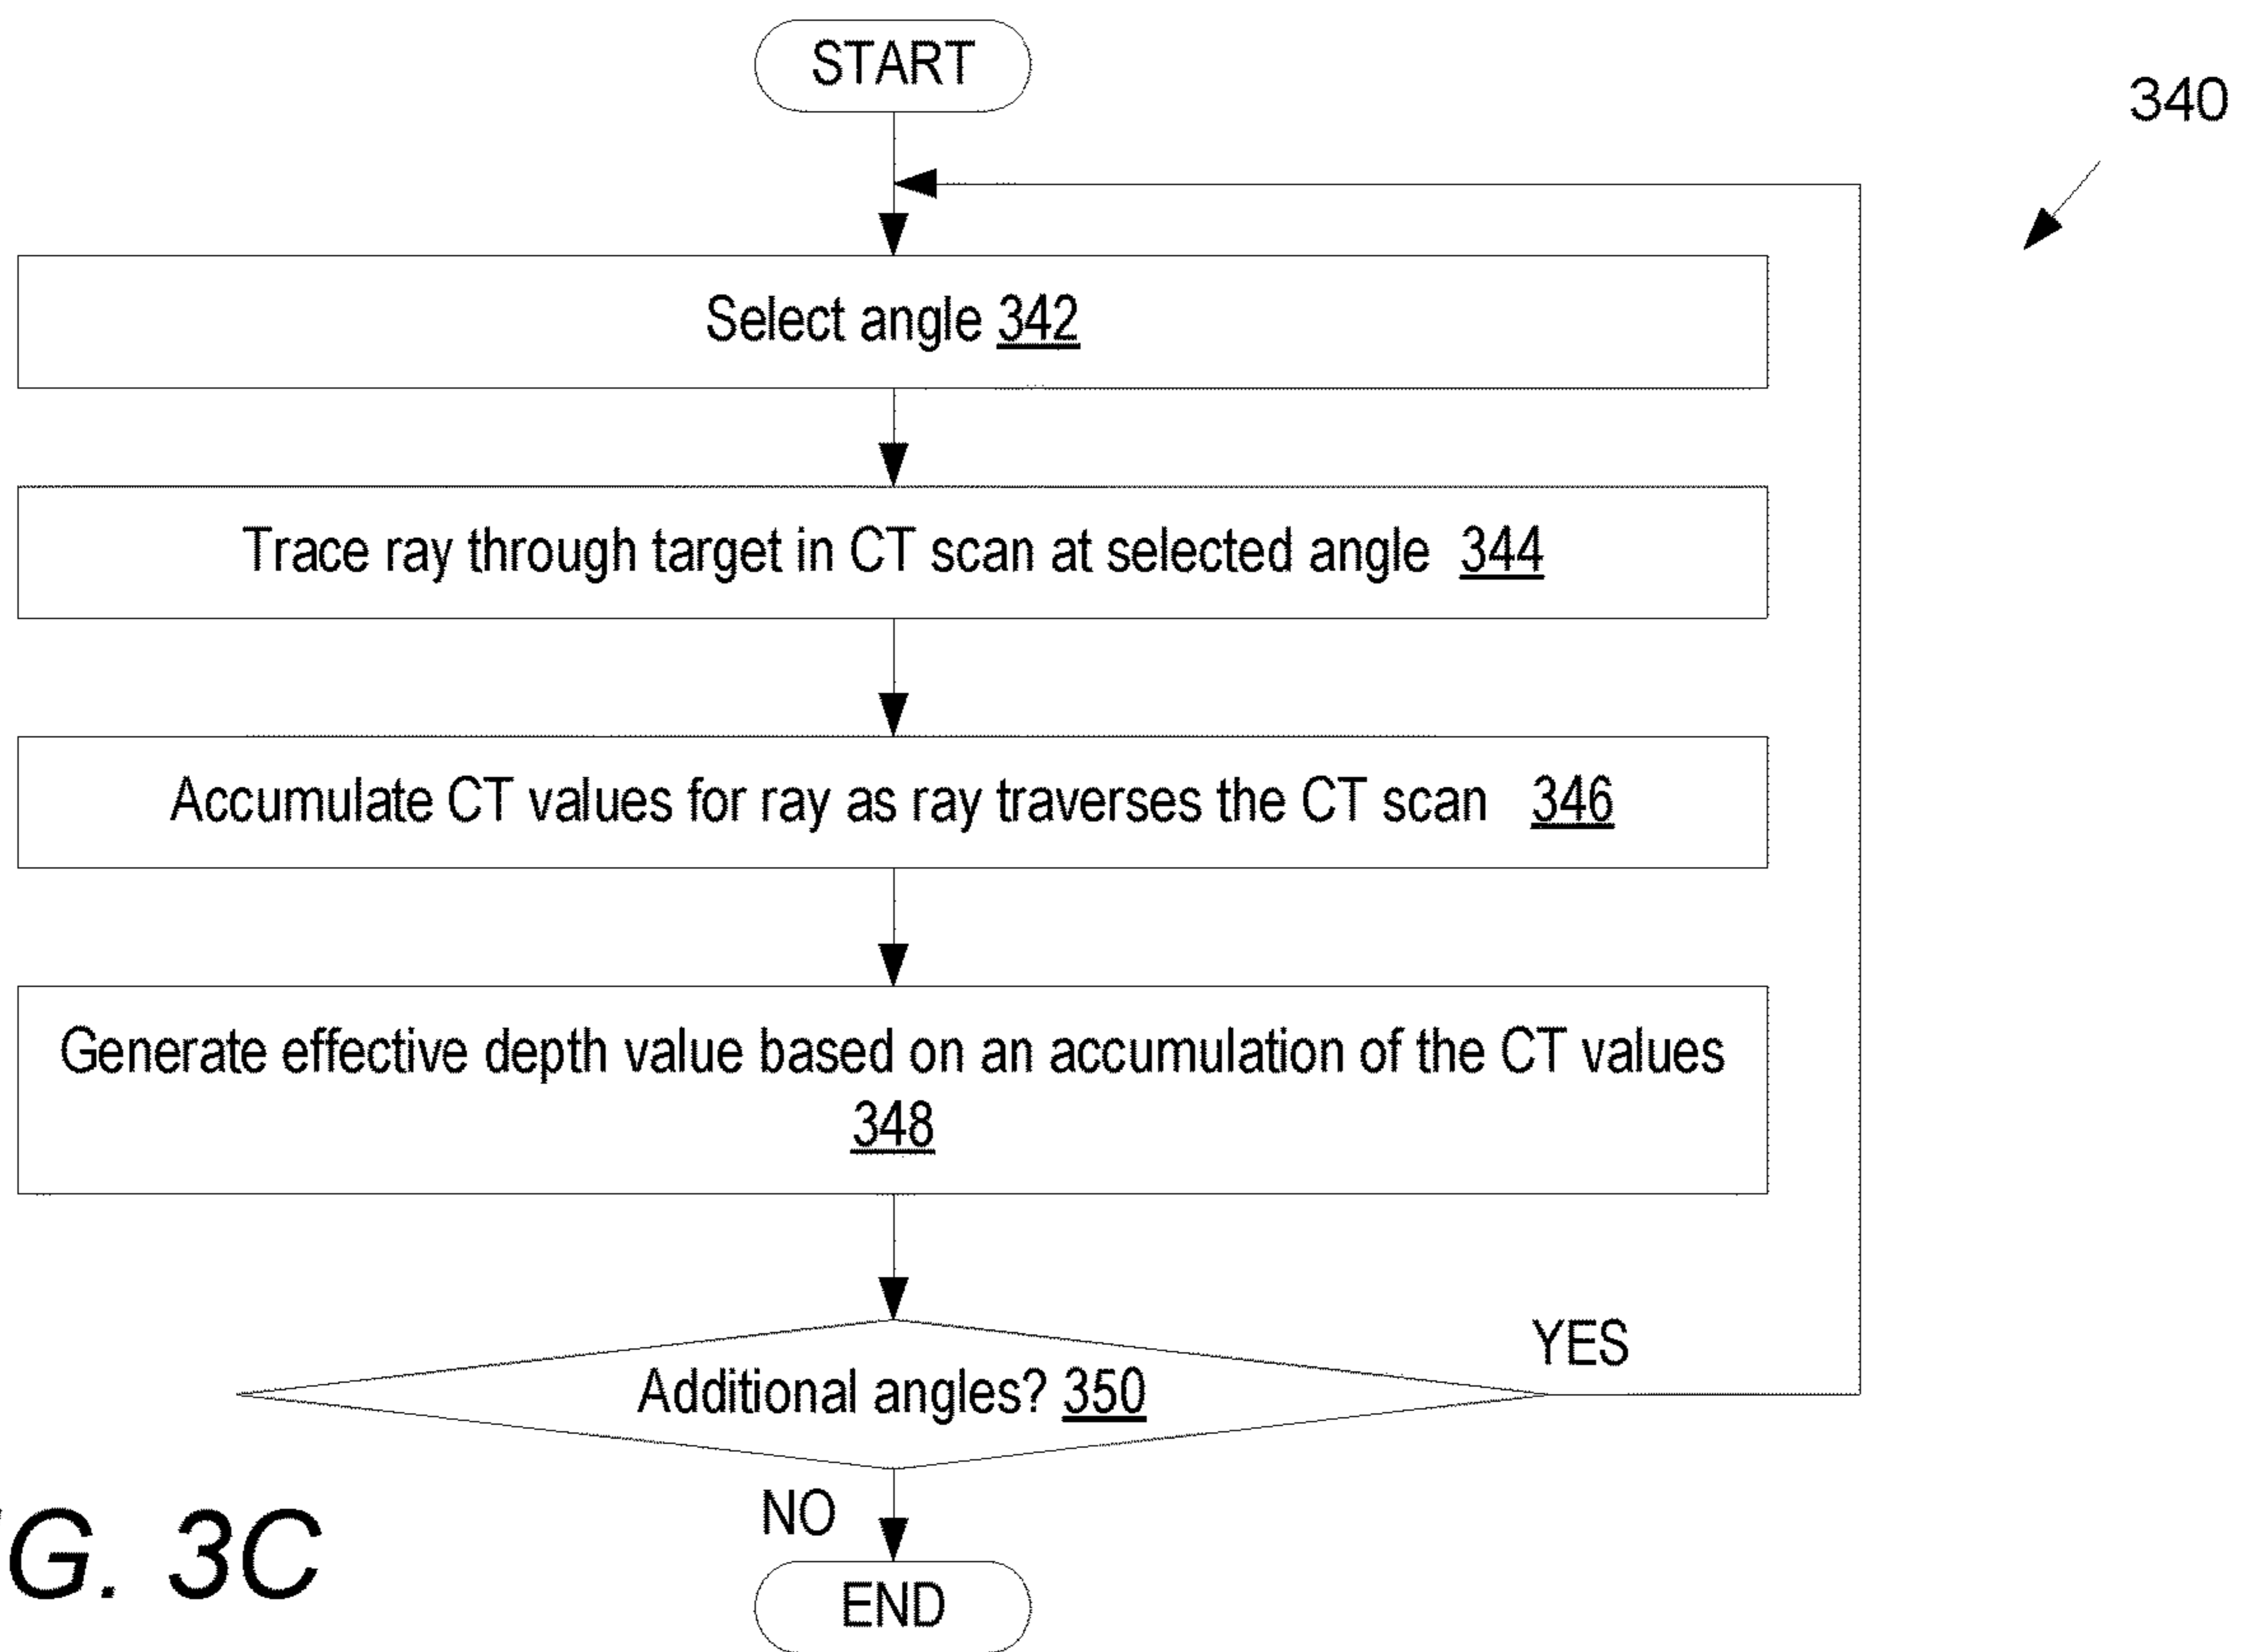 START
340
Select angle 342
Trace ray through target in CT scan at selected angle 344
Accumulate CT values for ray as ray traverses the CT scan 346
Generate effective depth value based on an accumulation of the CT values
348
YES
Additional angles? 350
NO
G. 3C
END